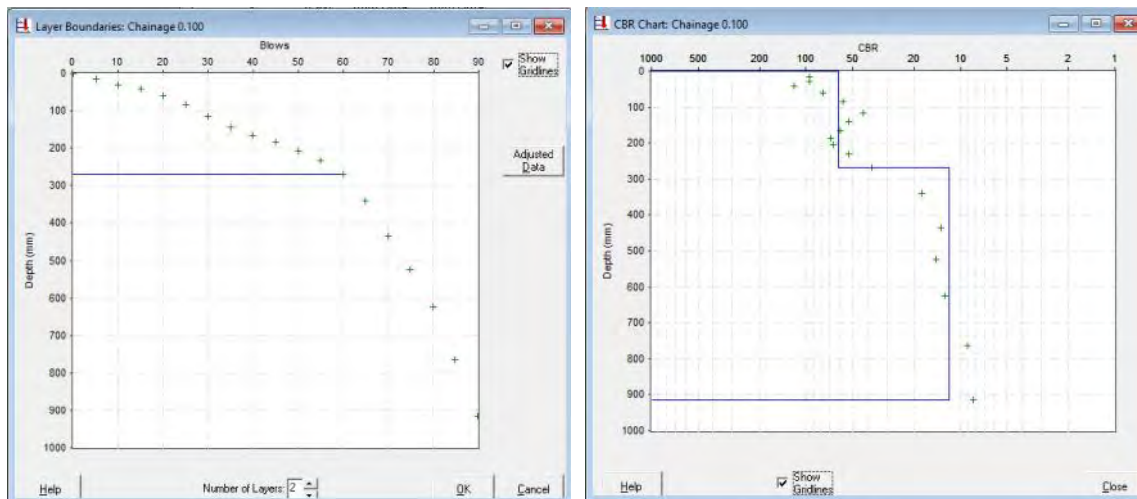 Layer Boundaries: Chainage 0.100
Blows
0 10 20 30 40 50 60 70 80 90
Show
Gridlines
Adjusted
Data
Depth (mm)
0
100
200
300
400
500
600
700
800
900
1000
Help
Number of Layers: 2
OK
Cancel
CBR Chart: Chainage 0.100
CBR
1000 500 200 100 50 20 10 5 2 1
Depth (mm)
0
100
200
300
400
500
600
700
800
900
1000
Help
Show
Gridlines
Close